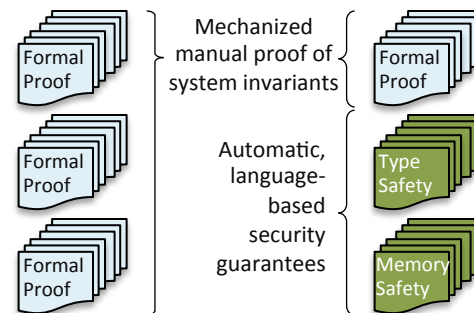 Formal
Proof
Formal
Proof
Formal
Proof
Mechanized
manual proof of
system invariants
Automatic,
language-
based
security
guarantees
Formal
Proof
Type
Safety
Memory
Safety